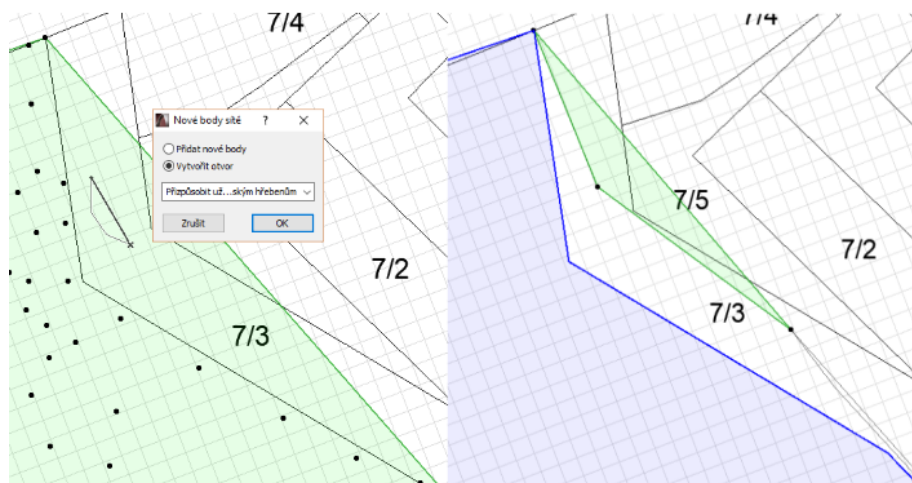 7/4
Nové body sítě ? ✕
Přidat nové body
Vytvořit otvor
Přizpůsobit už...ským hřebenům
Zrušit OK
7/2
7/3
7/4
7/5
7/2
7/3